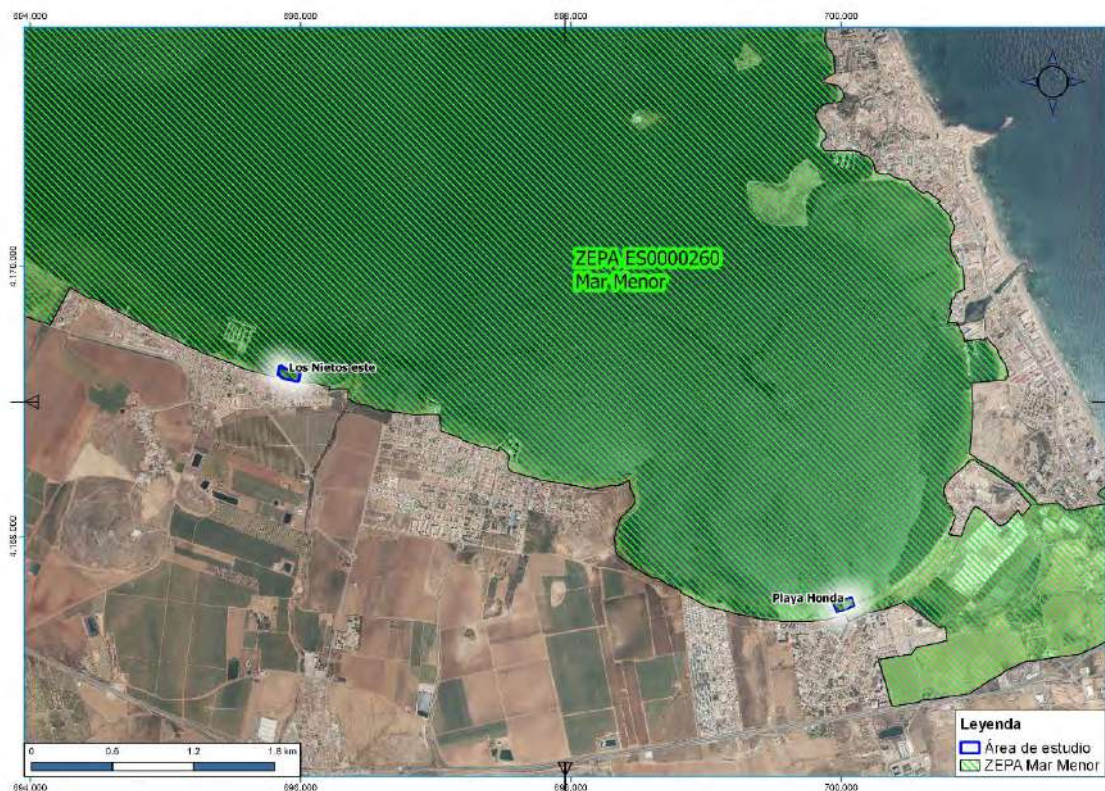 694.000
696.000
698.000
700.000
4.170.000
4.168.000
ZEPA ES0000260
Mar Menor
Los Nietos este
Playa Honda
Leyenda
Área de estudio
ZEPA Mar Menor
0
0.6
1.2
1.8 km
694.000
696.000
698.000
700.000